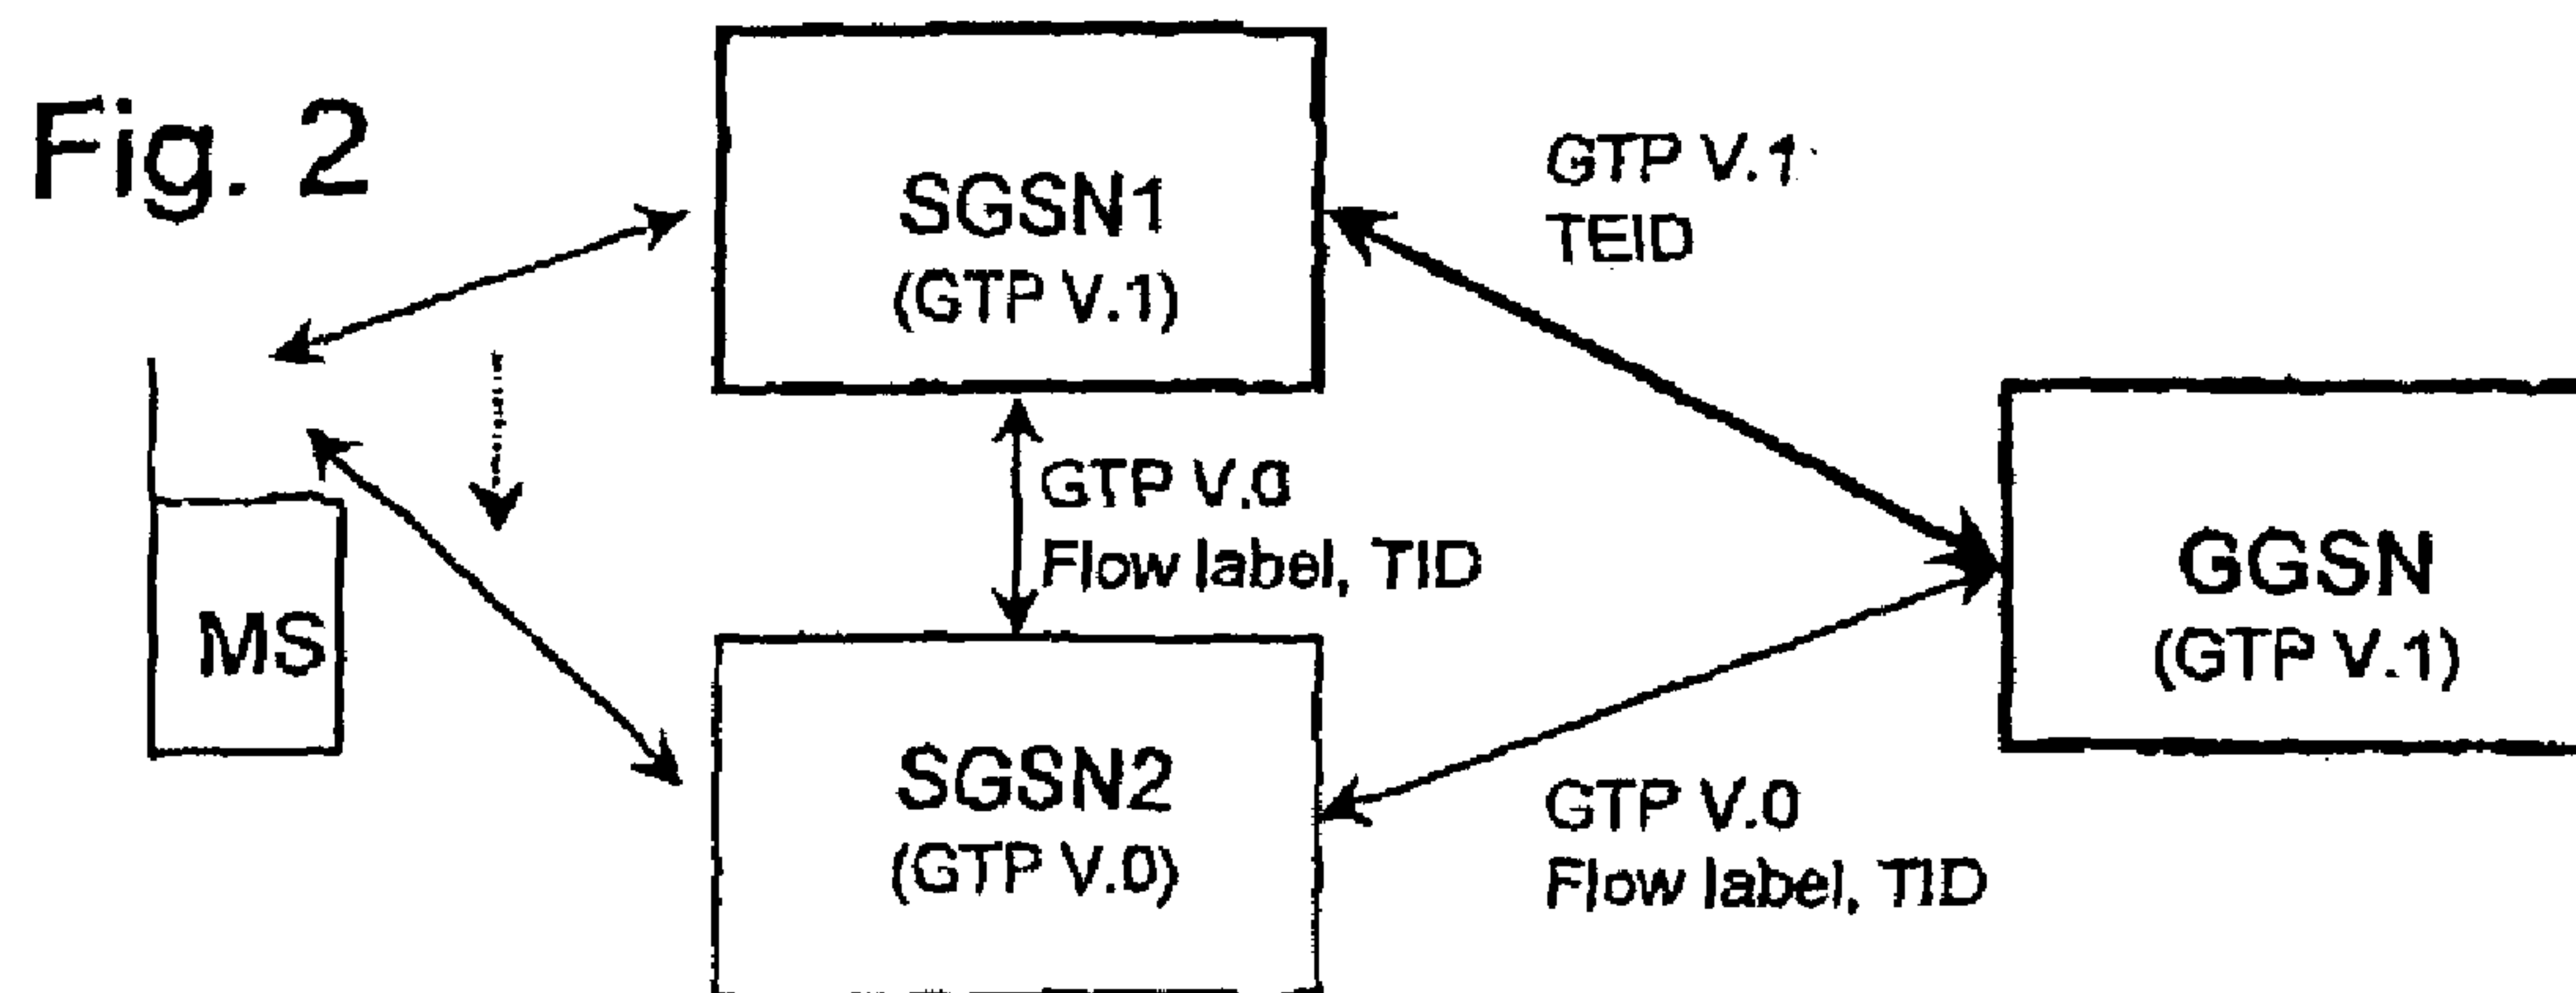 Fig. 2
SGSN1
(GTP V.1)
GTP V.1
TEID
GTP V.0
Flow label, TID
MS
GGSN
(GTP V.1)
SGSN2
(GTP V.0)
GTP V.0
Flow label, TID